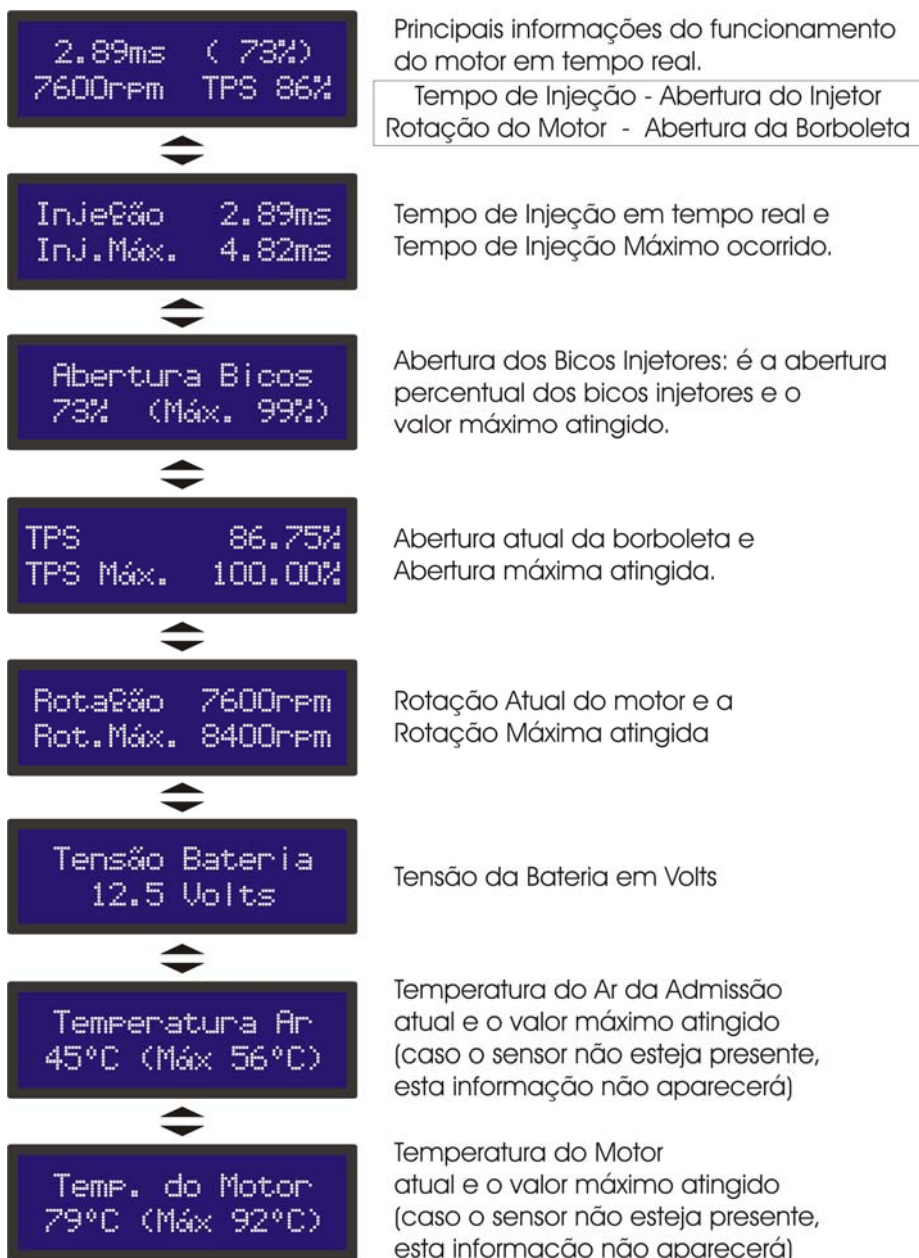 2.89ms ( 73%)
7600rpm TPS 86%
Principais informações do funcionamento
do motor em tempo real.
Tempo de Injeção - Abertura do Injetor
Rotação do Motor - Abertura da Borboleta
Injeção 2.89ms
Inj.Máx. 4.82ms
Tempo de Injeção em tempo real e
Tempo de Injeção Máximo ocorrido.
Abertura Bicos
73% (Máx. 99%)
Abertura dos Bicos Injetores: é a abertura
percentual dos bicos injetores e o
valor máximo atingido.
TPS 86.75%
TPS Máx. 100.00%
Abertura atual da borboleta e
Abertura máxima atingida.
Rotação 7600rpm
Rot.Máx. 8400rpm
Rotação Atual do motor e a
Rotação Máxima atingida
Tensão Bateria
12.5 Volts
Tensão da Bateria em Volts
Temperatura Ar
45ºC (Máx 56ºC)
Temperatura do Ar da Admissão
atual e o valor máximo atingido
(caso o sensor não esteja presente,
esta informação não aparecerá)
Temp. do Motor
79ºC (Máx 92ºC)
Temperatura do Motor
atual e o valor máximo atingido
(caso o sensor não esteja presente,
esta informação não aparecerá)